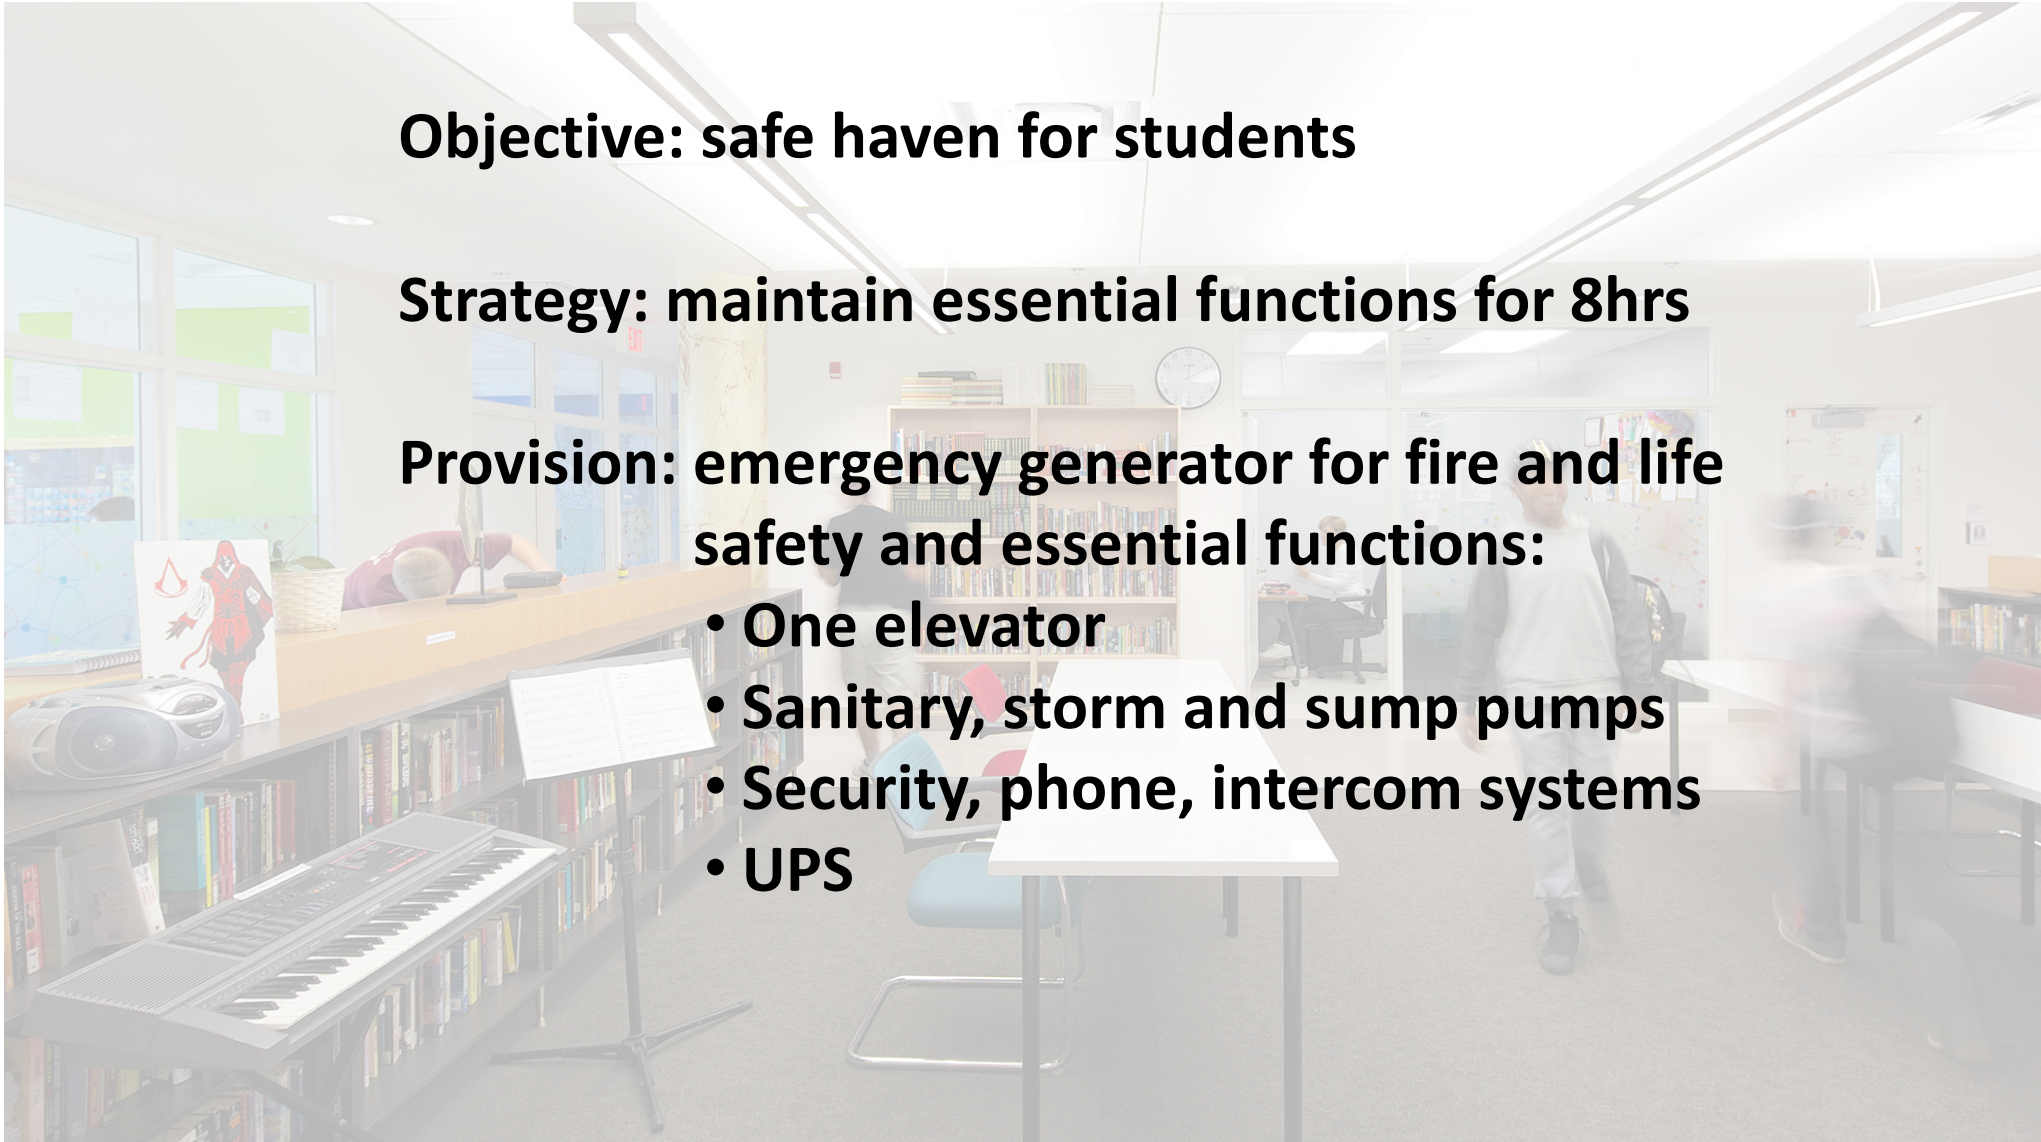 Objective: safe haven for students
Strategy: maintain essential functions for 8hrs
Provision: emergency generator for fire and life
safety and essential functions:
• One elevator
• Sanitary, storm and sump pumps
• Security, phone, intercom systems
• UPS